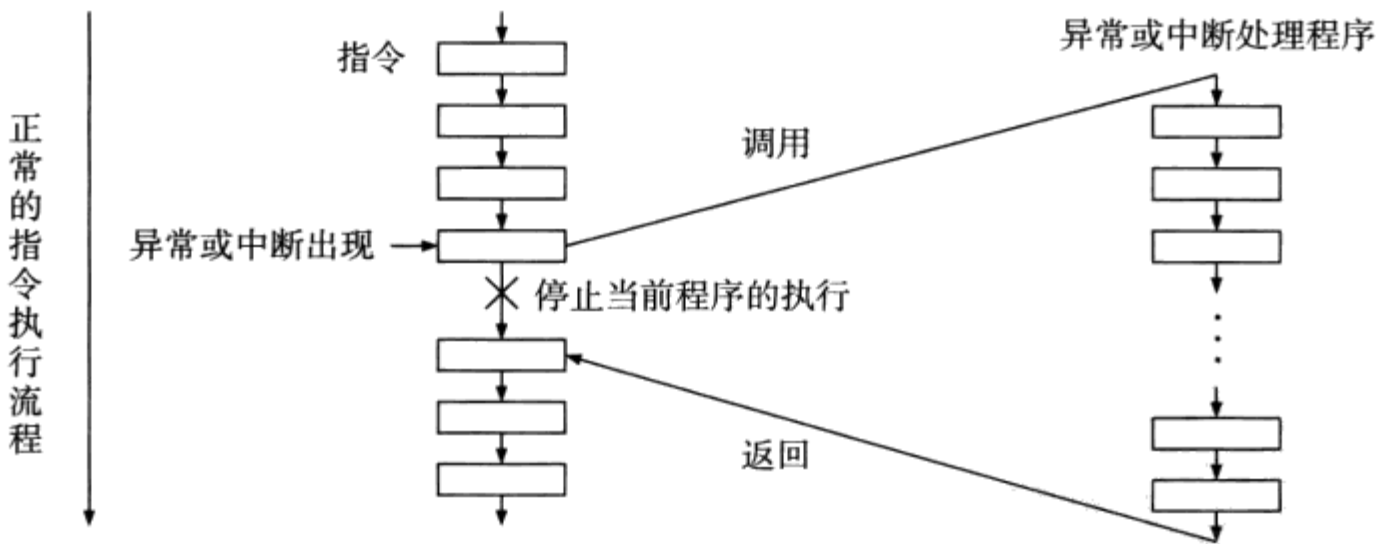 正常的指令执行流程
指令
异常或中断处理程序
调用
异常或中断出现
停止当前程序的执行
返回